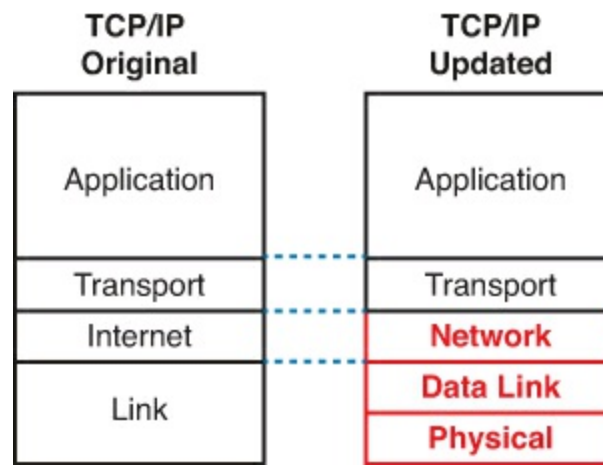 TCP/IP
Original
Application
Transport
Internet
Link
TCP/IP
Updated
Application
Transport
Network
Data Link
Physical